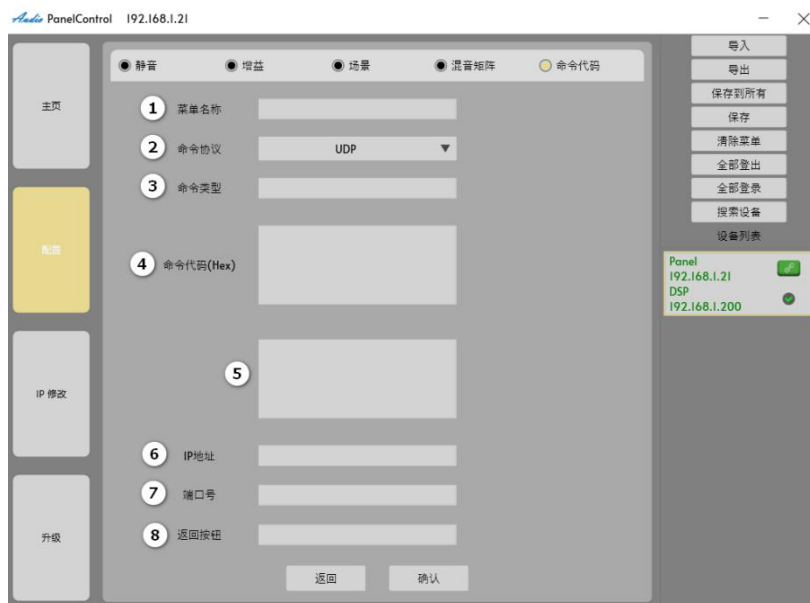 Audio PanelControl 192.168.1.21
主页
配置
IP 修改
升级
静音 增益 场景 混音矩阵 命令代码
1 菜单名称
2 命令协议 UDP
3 命令类型
4 命令代码(Hex)
5
6 IP地址
7 端口号
8 返回按钮
返回 确认
导入
导出
保存到所有
保存
清除菜单
全部登出
全部登录
搜索设备
设备列表
Panel
192.168.1.21
DSP
192.168.1.200